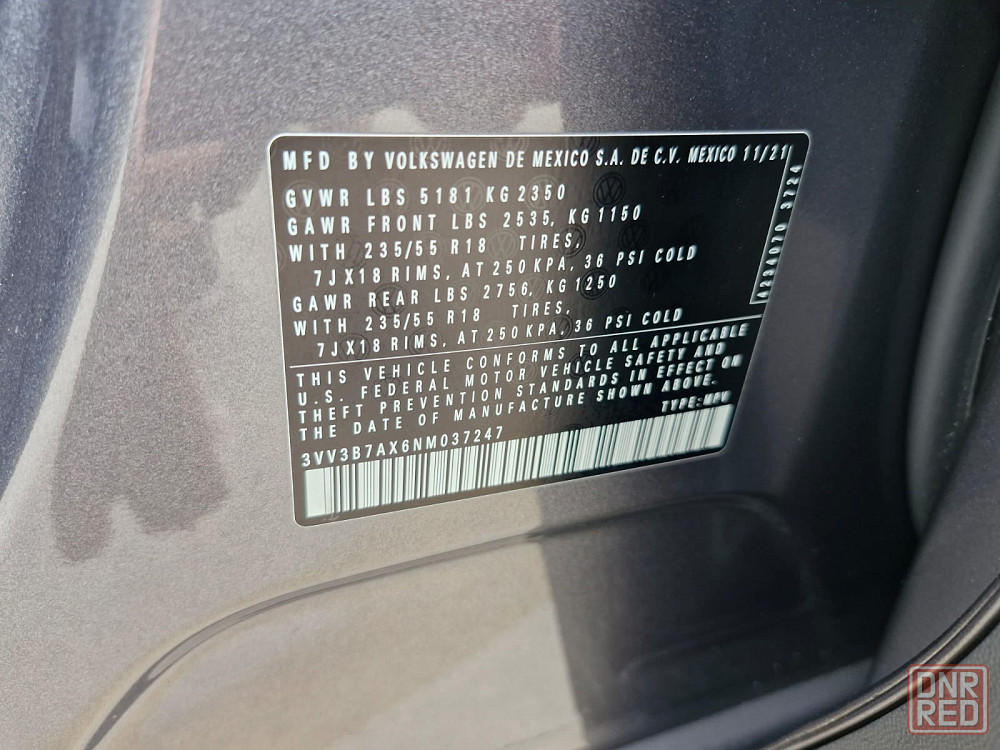 MFD BY VOLKSWAGEN DE MEXICO S.A. DE C.V. MEXICO 11/21
GVWR LBS 5181 KG 2350
GAWR FRONT LBS 2535, KG 1150
WITH 235/55 R18 TIRES,
7JX18 RIMS, AT 250 KPA, 36 PSI COLD
GAWR REAR LBS 2756, KG 1250
WITH 235/55 R18 TIRES,
7JX18 RIMS, AT 250 KPA, 36 PSI COLD
THIS VEHICLE CONFORMS TO ALL APPLICABLE
U.S. FEDERAL MOTOR VEHICLE SAFETY AND
THEFT PREVENTION STANDARDS IN EFFECT ON
THE DATE OF MANUFACTURE SHOWN ABOVE.
TYPE: MPV
3VV3B7AX6NM037247
3724
DNR
RED